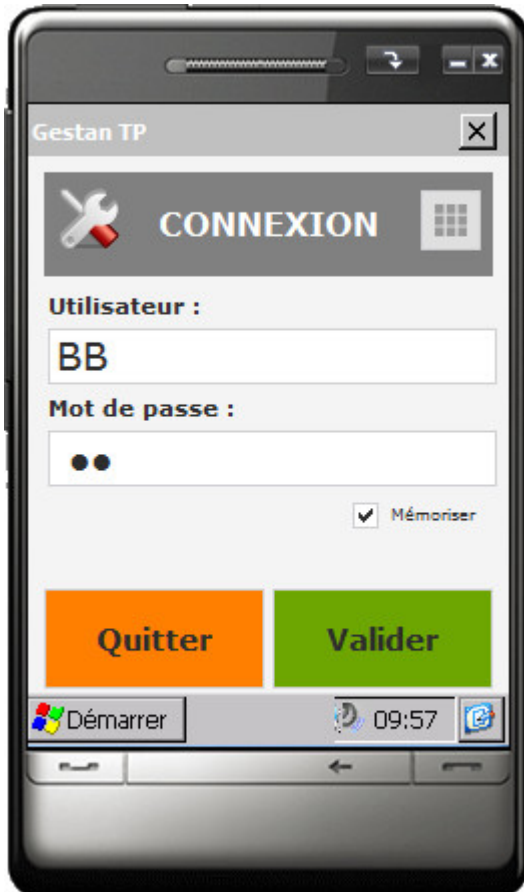 Gestan TP
CONNEXION
Utilisateur :
BB
Mot de passe :
●●
Mémoriser
Quitter Valider
Démarrer 09:57